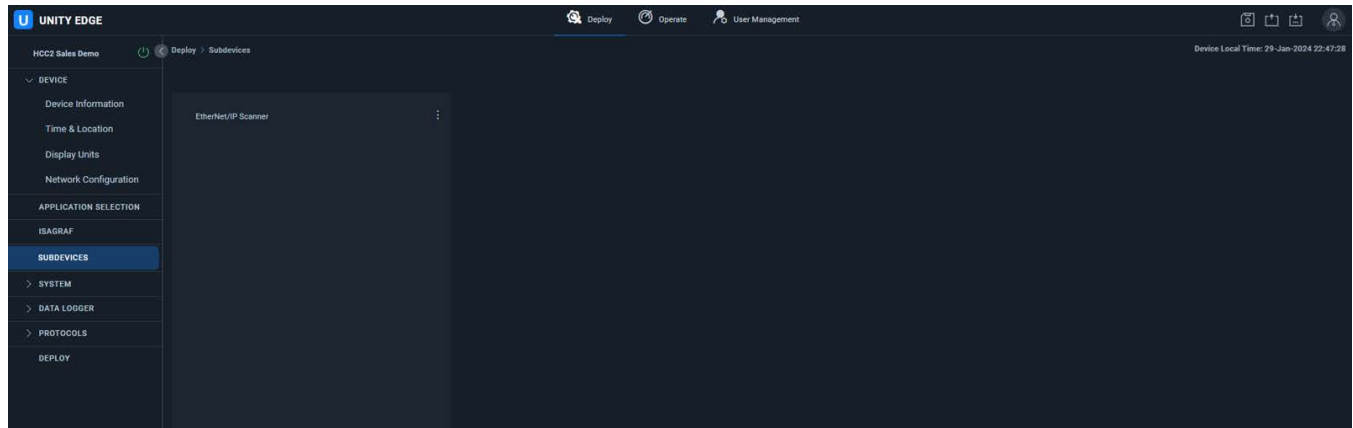 U UNITY EDGE
Deploy
Operate
User Management
HCC2 Sales Demo
Deploy > Subdevices
Device Local Time: 29-Jan-2024 22:47:28
DEVICE
Device Information
Time & Location
Display Units
Network Configuration
APPLICATION SELECTION
ISAGRAF
SUBDEVICES
SYSTEM
DATA LOGGER
PROTOCOLS
DEPLOY
EtherNet/IP Scanner